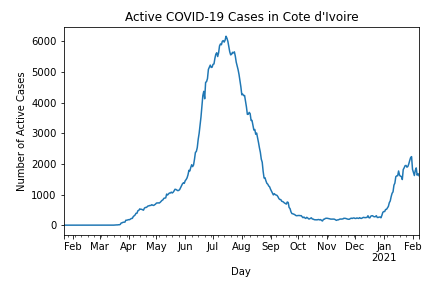 Active COVID-19 Cases in Cote d'Ivoire
Number of Active Cases
6000
5000
4000
3000
2000
1000
0
Feb Mar Apr May Jun Jul Aug Sep Oct Nov Dec Jan Feb
2021
Day